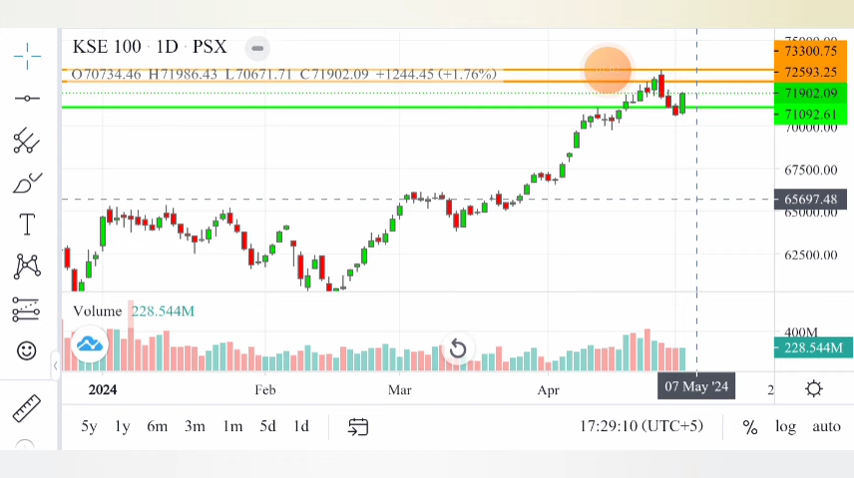 KSE 100 · 1D · PSX
O70734.46 H71986.43 L70671.71 C71902.09 +1244.45 (+1.76%)
75000.00
73300.75
72593.25
71902.09
71092.61
70000.00
67500.00
65697.48
65000.00
62500.00
Volume 228.544M
400M
228.544M
2024 Feb Mar Apr 07 May '24 2
5y 1y 6m 3m 1m 5d 1d 17:29:10 (UTC+5) % log auto